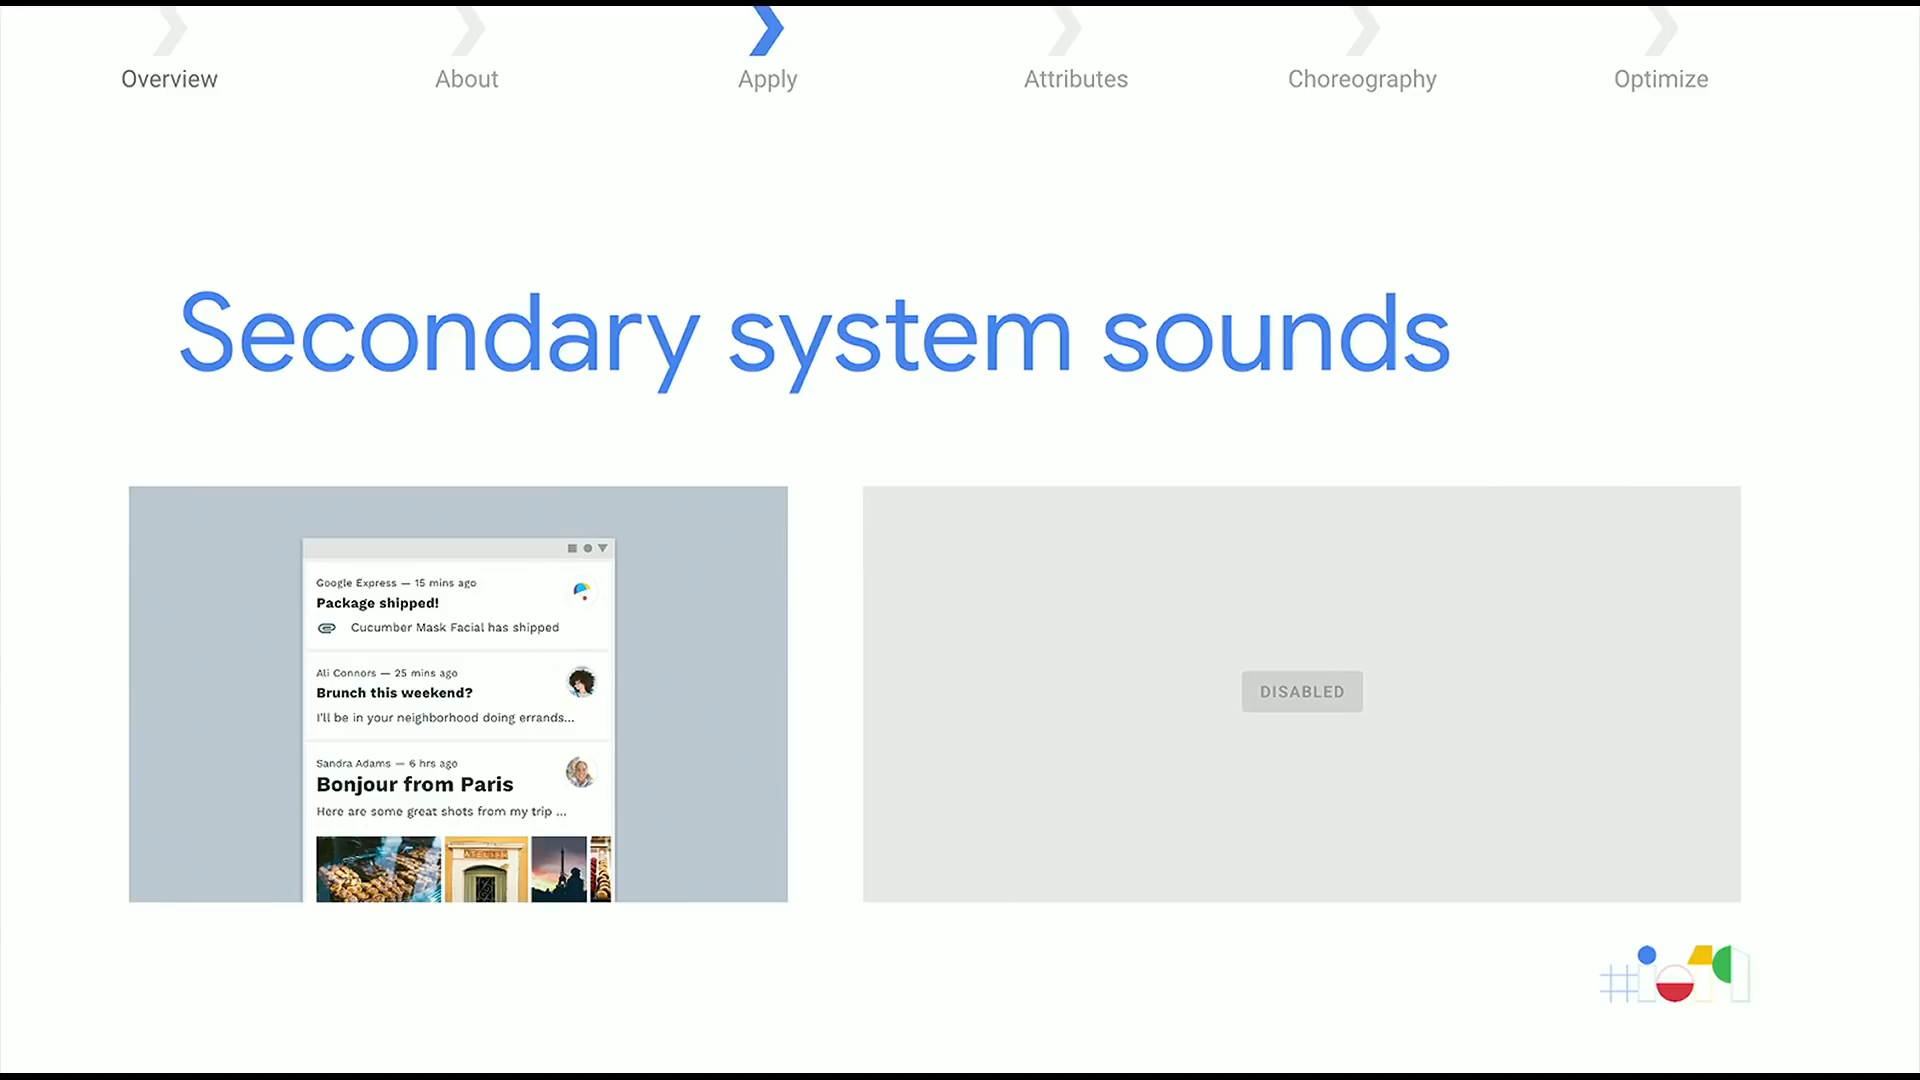 Overview About Apply Attributes Choreography Optimize
Secondary system sounds
Google Express — 15 mins ago
Package shipped!
Cucumber Mask Facial has shipped
Ali Connors — 25 mins ago
Brunch this weekend?
I'll be in your neighborhood doing errands...
Sandra Adams — 6 hrs ago
Bonjour from Paris
Here are some great shots from my trip ...
ATELIER
DISABLED
#io19